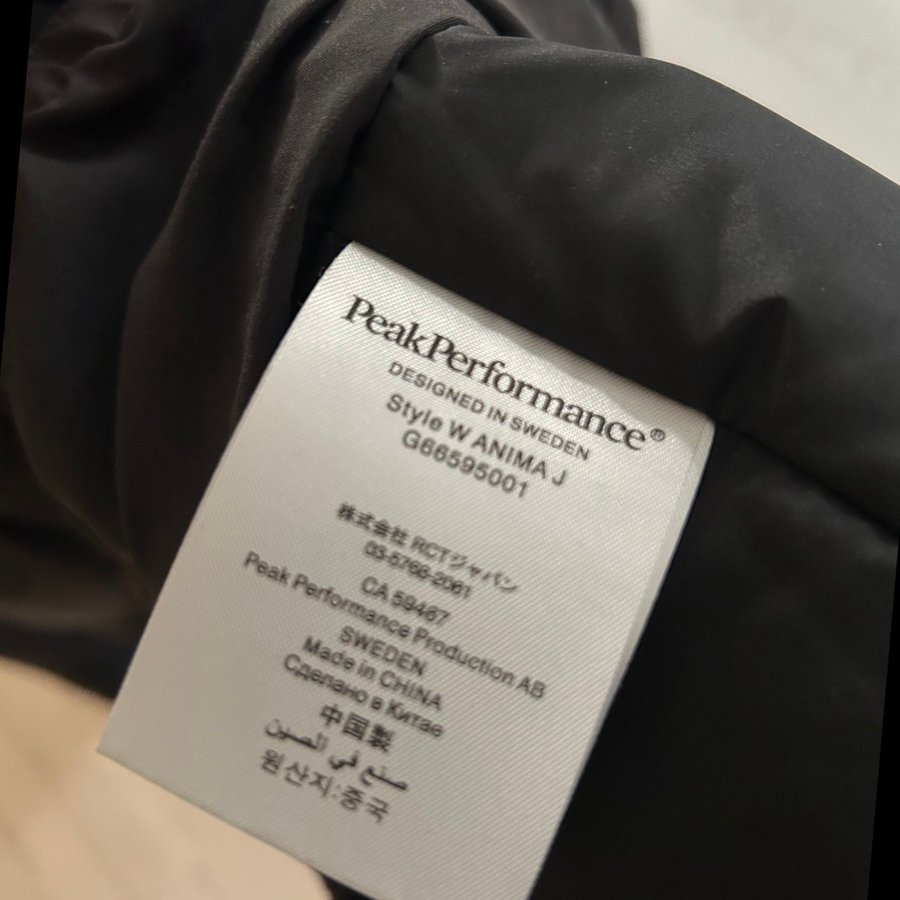 PeakPerformance®
DESIGNED IN SWEDEN
Style W ANIMA J
G66595001
株式会社 RCTジャパン
03-5768-2061
CA 59467
Peak Performance Production AB
SWEDEN
Made in CHINA
Сделано в Китае
中国製
صنع في الصين
원산지:중국